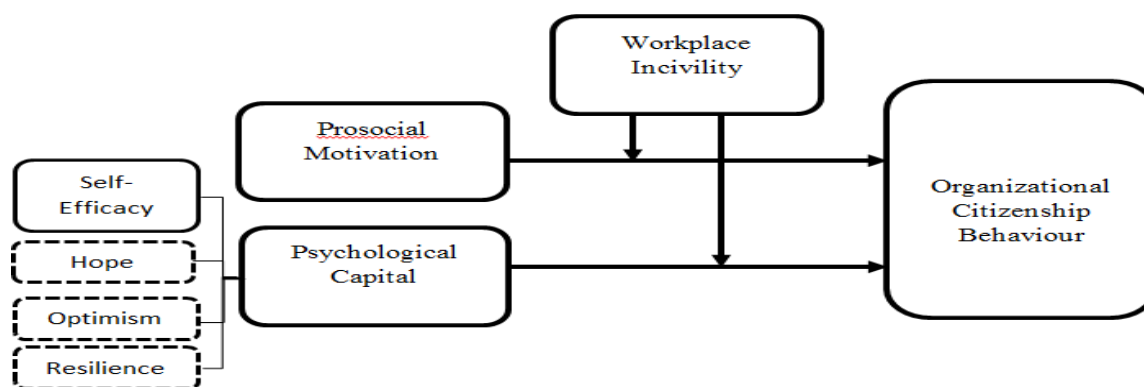 Workplace
Incivility
Prosocial
Motivation
Self-
Efficacy
Hope
Optimism
Resilience
Psychological
Capital
Organizational
Citizenship
Behaviour